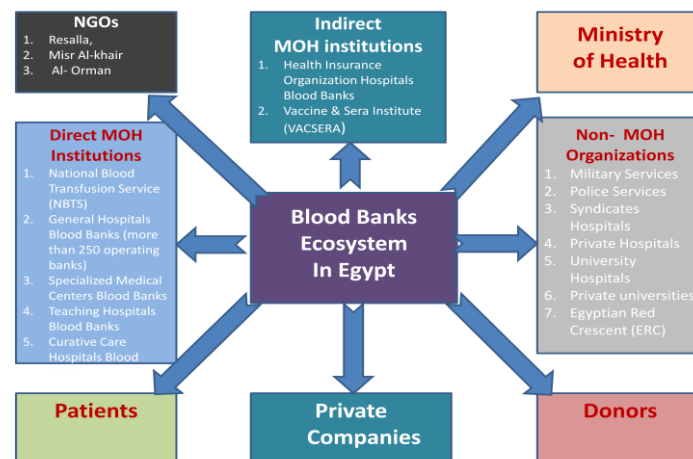 NGOs
1. Resalla,
2. Misr Al-khair
3. Al- Orman
Indirect
MOH institutions
1. Health Insurance
Organization Hospitals
Blood Banks
2. Vaccine & Sera Institute
(VACSERA)
Ministry
of Health
Direct MOH
Institutions
1. National Blood
Transfusion Service
(NBTS)
2. General Hospitals
Blood Banks (more
than 250 operating
banks)
3. Specialized Medical
Centers Blood Banks
4. Teaching Hospitals
Blood Banks
5. Curative Care
Hospitals Blood
Blood Banks
Ecosystem
In Egypt
Non- MOH
Organizations
1. Military Services
2. Police Services
3. Syndicates
Hospitals
4. Private Hospitals
5. University
Hospitals
6. Private universities
7. Egyptian Red
Crescent (ERC)
Patients
Private
Companies
Donors